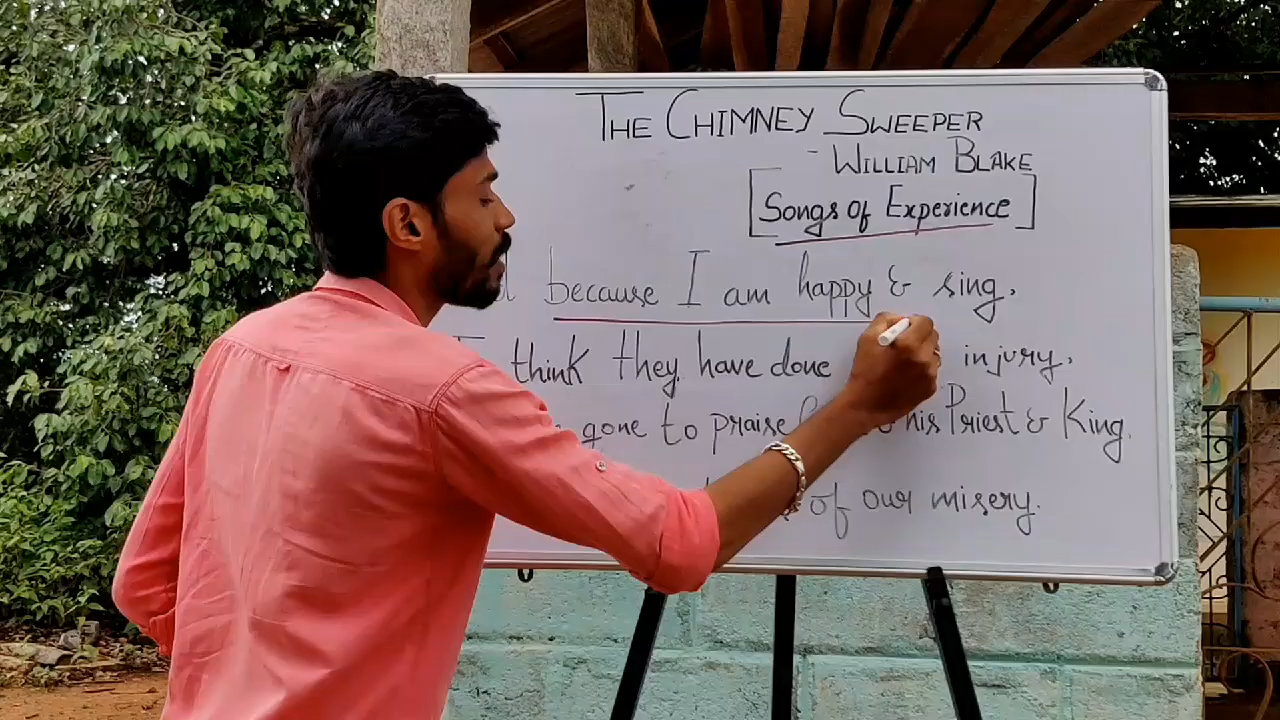 THE CHIMNEY SWEEPER
- WILLIAM BLAKE
[Songs of Experience]
because I am happy & sing,
think they have done injury,
gone to praise his Priest & King.
of our misery.